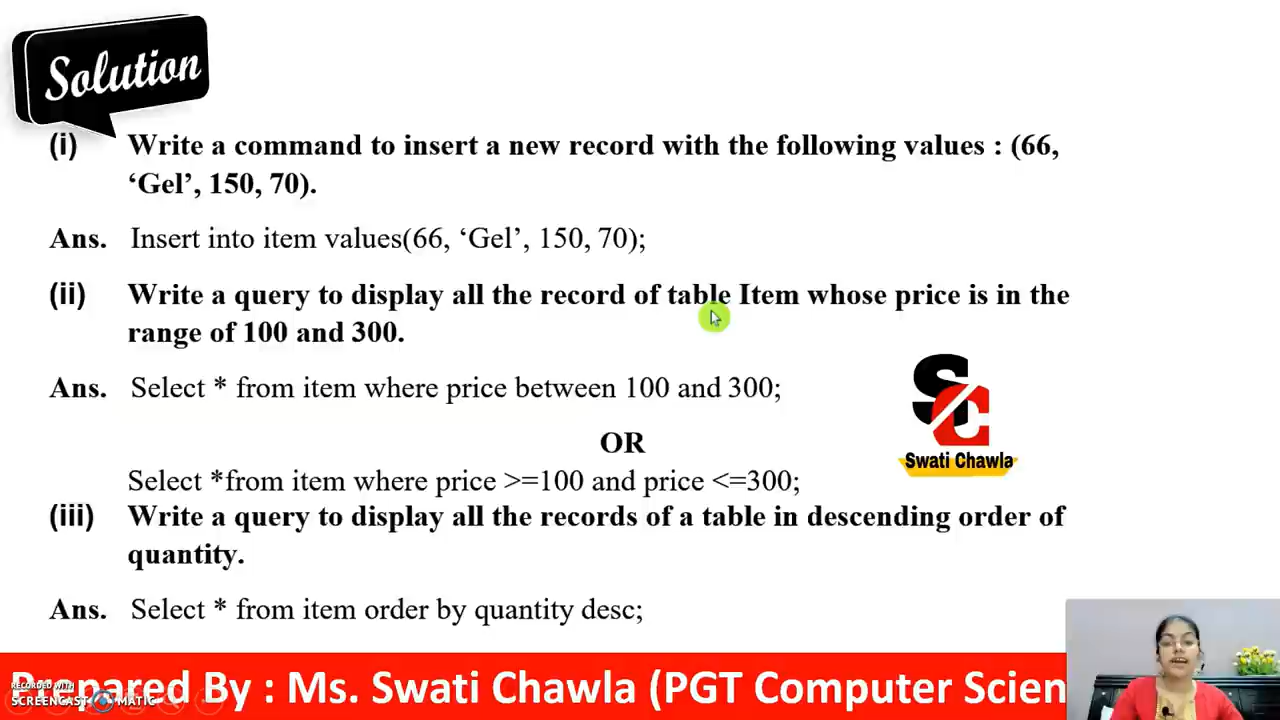 Solution
(i) Write a command to insert a new record with the following values : (66,
‘Gel’, 150, 70).
Ans. Insert into item values(66, ‘Gel’, 150, 70);
(ii) Write a query to display all the record of table Item whose price is in the
range of 100 and 300.
Ans. Select * from item where price between 100 and 300;
OR
Select *from item where price >=100 and price <=300;
(iii) Write a query to display all the records of a table in descending order of
quantity.
Ans. Select * from item order by quantity desc;
SC
Swati Chawla
Prepared By : Ms. Swati Chawla (PGT Computer Scien
RECORDED WITH
SCREENCAST MATIC